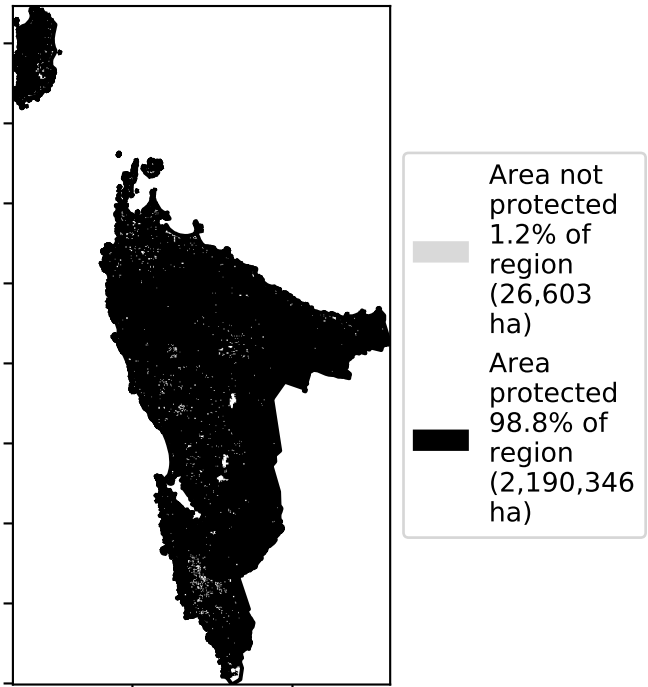 Area not
protected
1.2% of
region
(26,603
ha)
Area
protected
98.8% of
region
(2,190,346
ha)